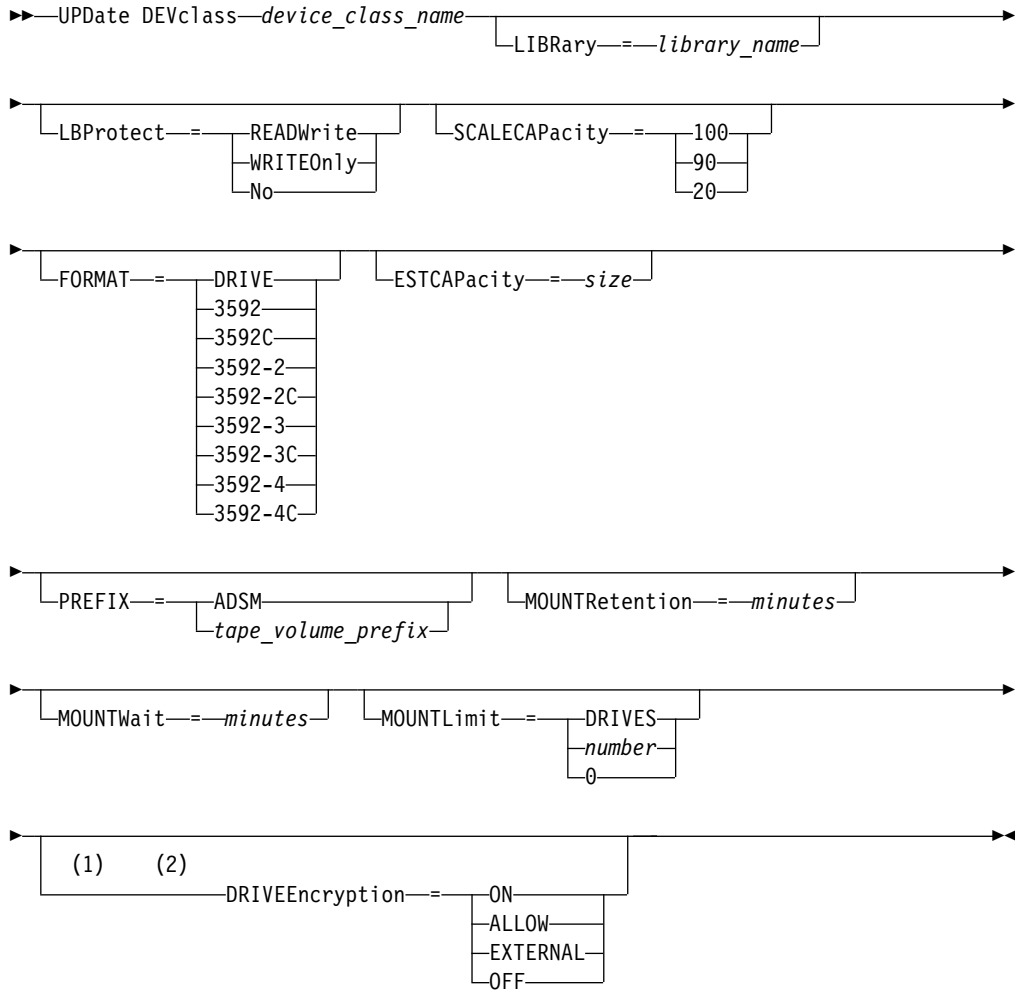 UPDate DEVclass device_class_name
LIBRary = library_name
LBProtect = READWrite
WRITEOnly
No
SCALECAPacity = 100
90
20
FORMAT = DRIVE
3592
3592C
3592-2
3592-2C
3592-3
3592-3C
3592-4
3592-4C
ESTCAPacity = size
PREFIX = ADSM
tape_volume_prefix
MOUNTRetention = minutes
MOUNTWait = minutes
MOUNTLimit = DRIVES
number
0
(1) (2)
DRIVEEncryption = ON
ALLOW
EXTERNAL
OFF